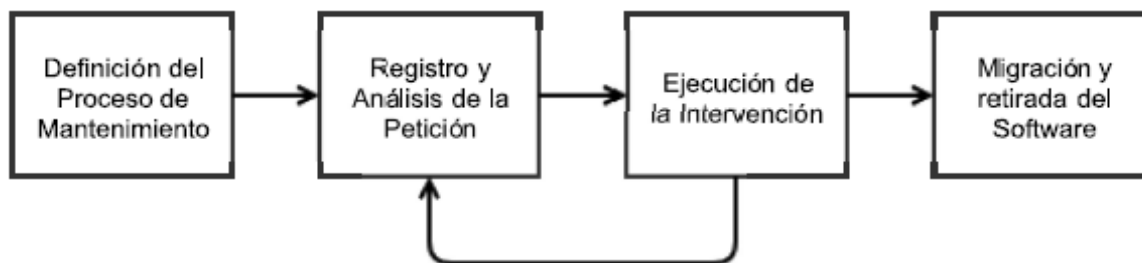 Definición del
Proceso de
Mantenimiento
Registro y
Análisis de la
Petición
Ejecución de
la Intervención
Migración y
retirada del
Software